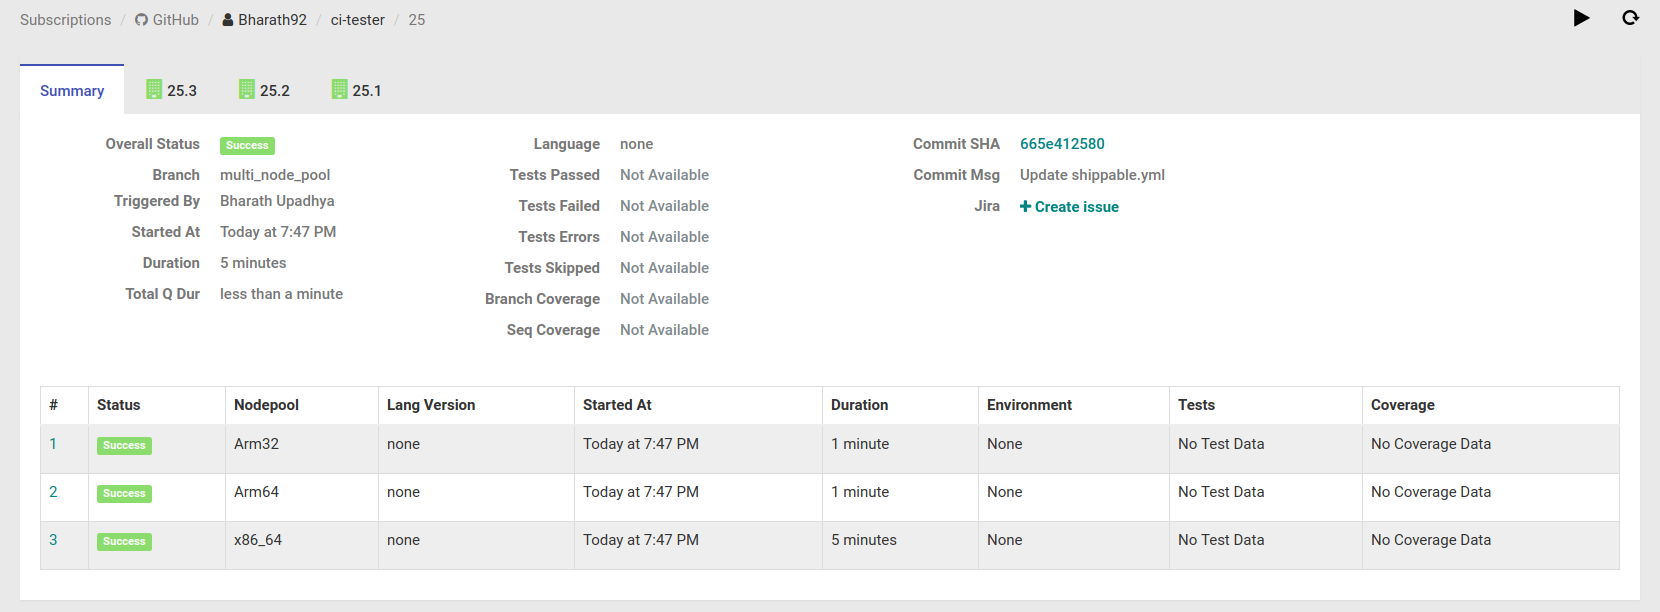 Subscriptions / GitHub / Bharath92 / ci-tester / 25
Summary 25.3 25.2 25.1
Overall Status Success
Branch multi_node_pool
Triggered By Bharath Upadhya
Started At Today at 7:47 PM
Duration 5 minutes
Total Q Dur less than a minute
Language none
Tests Passed Not Available
Tests Failed Not Available
Tests Errors Not Available
Tests Skipped Not Available
Branch Coverage Not Available
Seq Coverage Not Available
Commit SHA 665e412580
Commit Msg Update shippable.yml
Jira + Create issue
# Status Nodepool Lang Version Started At Duration Environment Tests Coverage
1 Success Arm32 none Today at 7:47 PM 1 minute None No Test Data No Coverage Data
2 Success Arm64 none Today at 7:47 PM 1 minute None No Test Data No Coverage Data
3 Success x86_64 none Today at 7:47 PM 5 minutes None No Test Data No Coverage Data